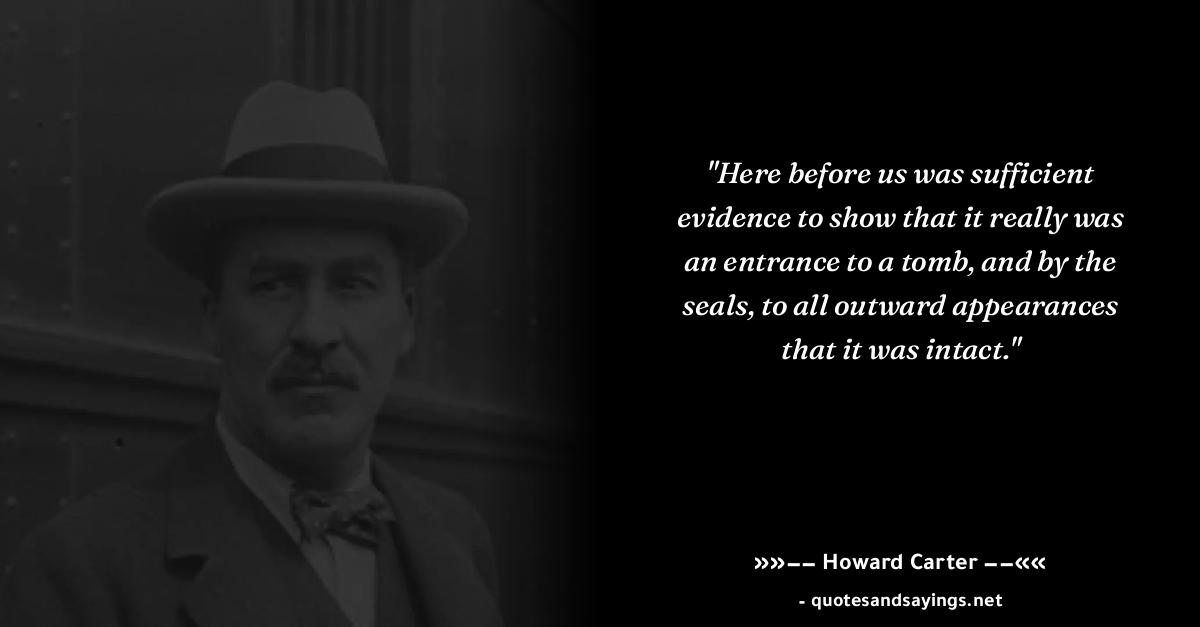 "Here before us was sufficient
evidence to show that it really was
an entrance to a tomb, and by the
seals, to all outward appearances
that it was intact."
»»–– Howard Carter ––««
- quotesandsayings.net